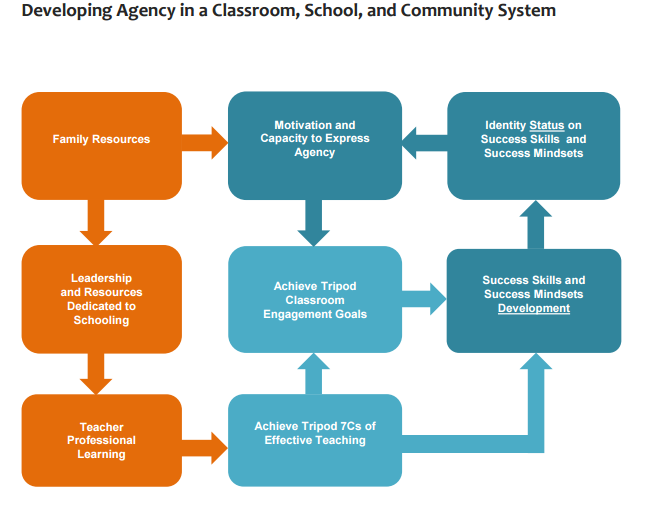 Developing Agency in a Classroom, School, and Community System
Family Resources
Motivation and
Capacity to Express
Agency
Identity Status on
Success Skills and
Success Mindsets
Leadership
and Resources
Dedicated to
Schooling
Achieve Tripod
Classroom
Engagement Goals
Success Skills and
Success Mindsets
Development
Teacher
Professional
Learning
Achieve Tripod 7Cs of
Effective Teaching